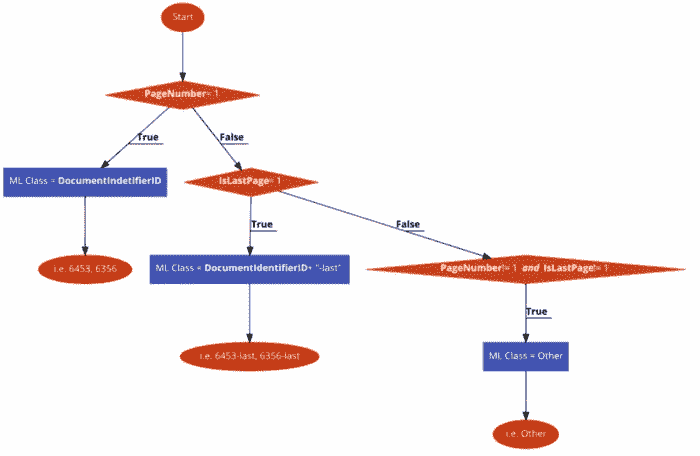 Start
PageNumber= 1
True
False
ML Class = DocumentIndetifierID
IsLastPage= 1
True
False
i.e. 6453, 6356
ML Class = DocumentIdentifierID+ "-last"
PageNumber!= 1 and IsLastPage!= 1
True
i.e. 6453-last, 6356-last
ML Class = Other
i.e. Other